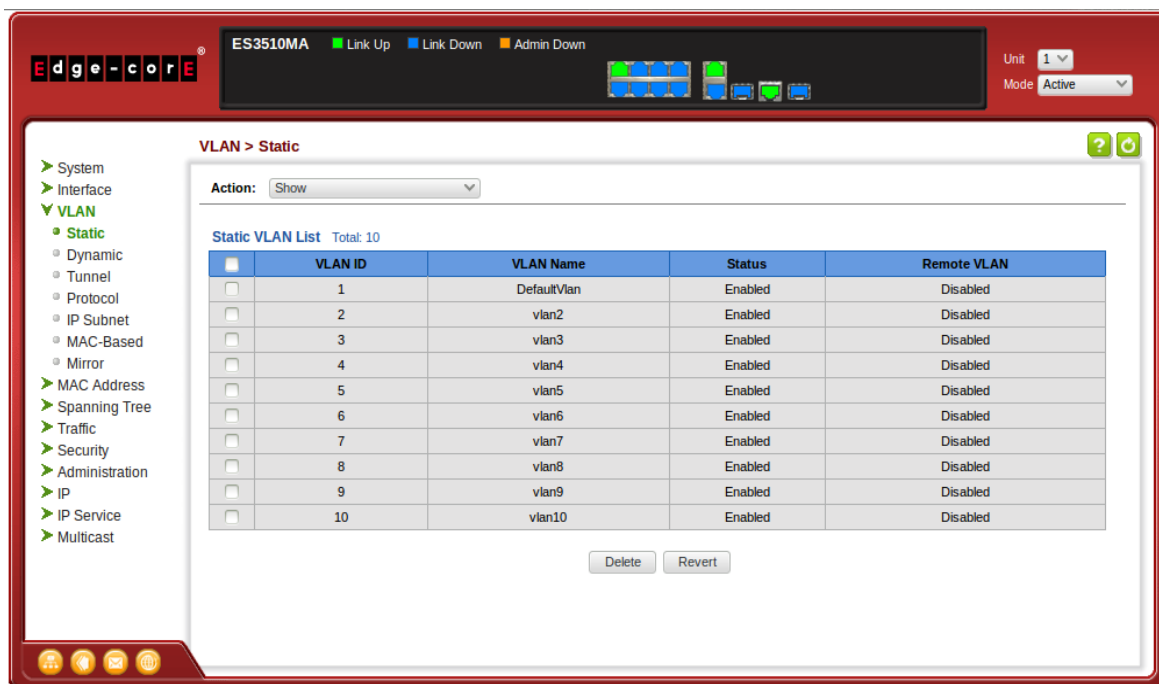 Edge-corE®
ES3510MA Link Up Link Down Admin Down
Unit 1
Mode Active
VLAN > Static
?
System
Interface
VLAN
Static
Dynamic
Tunnel
Protocol
IP Subnet
MAC-Based
Mirror
MAC Address
Spanning Tree
Traffic
Security
Administration
IP
IP Service
Multicast
Action: Show
Static VLAN List Total: 10
VLAN ID VLAN Name Status Remote VLAN
1 DefaultVlan Enabled Disabled
2 vlan2 Enabled Disabled
3 vlan3 Enabled Disabled
4 vlan4 Enabled Disabled
5 vlan5 Enabled Disabled
6 vlan6 Enabled Disabled
7 vlan7 Enabled Disabled
8 vlan8 Enabled Disabled
9 vlan9 Enabled Disabled
10 vlan10 Enabled Disabled
Delete Revert